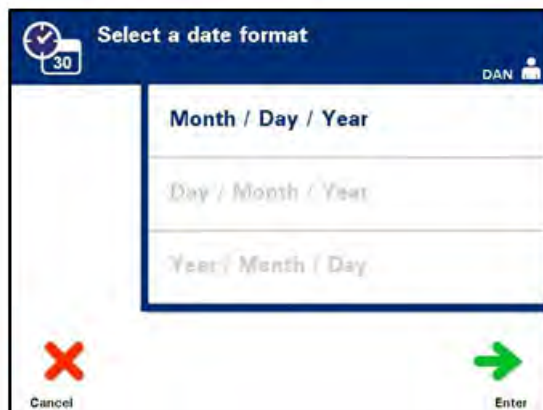 Select a date format
30
DAN
Month / Day / Year
Day / Month / Year
Year / Month / Day
Cancel
Enter